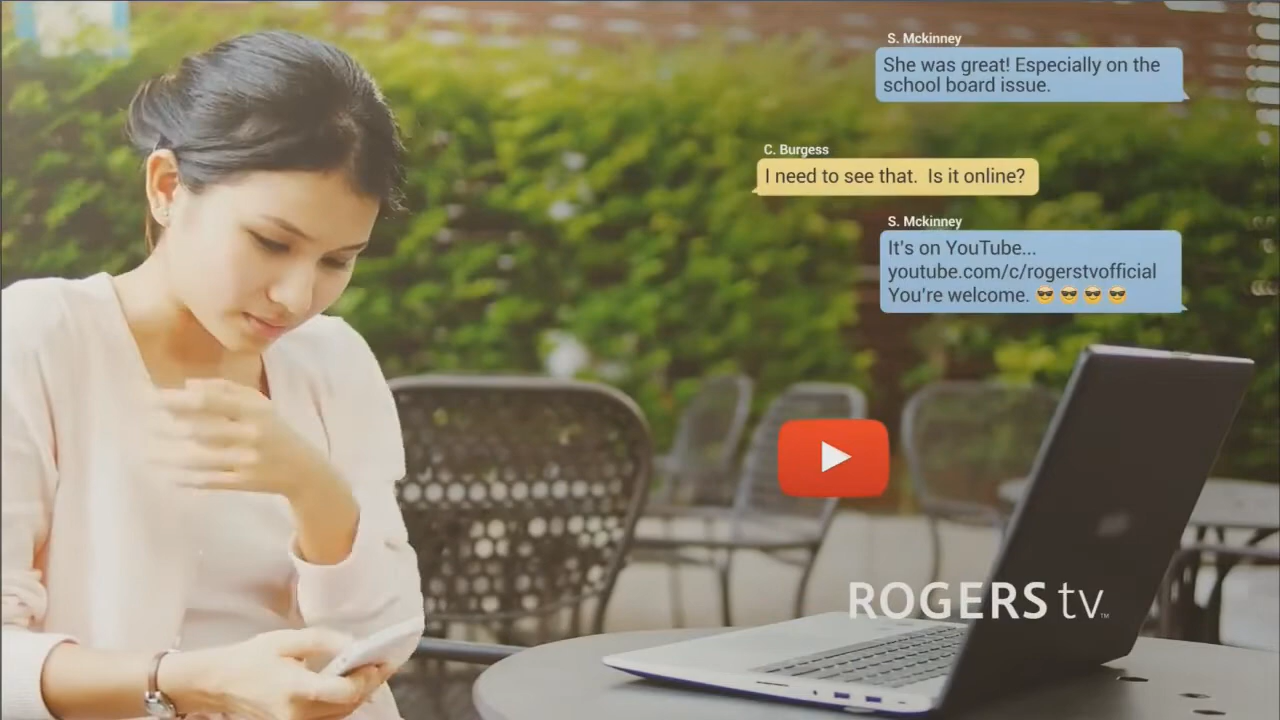 S. Mckinney
She was great! Especially on the
school board issue.
C. Burgess
I need to see that.  Is it online?
S. Mckinney
It's on YouTube...
youtube.com/c/rogerstvofficial
You're welcome. 😎 😎 😎 😎
ROGERS tv™